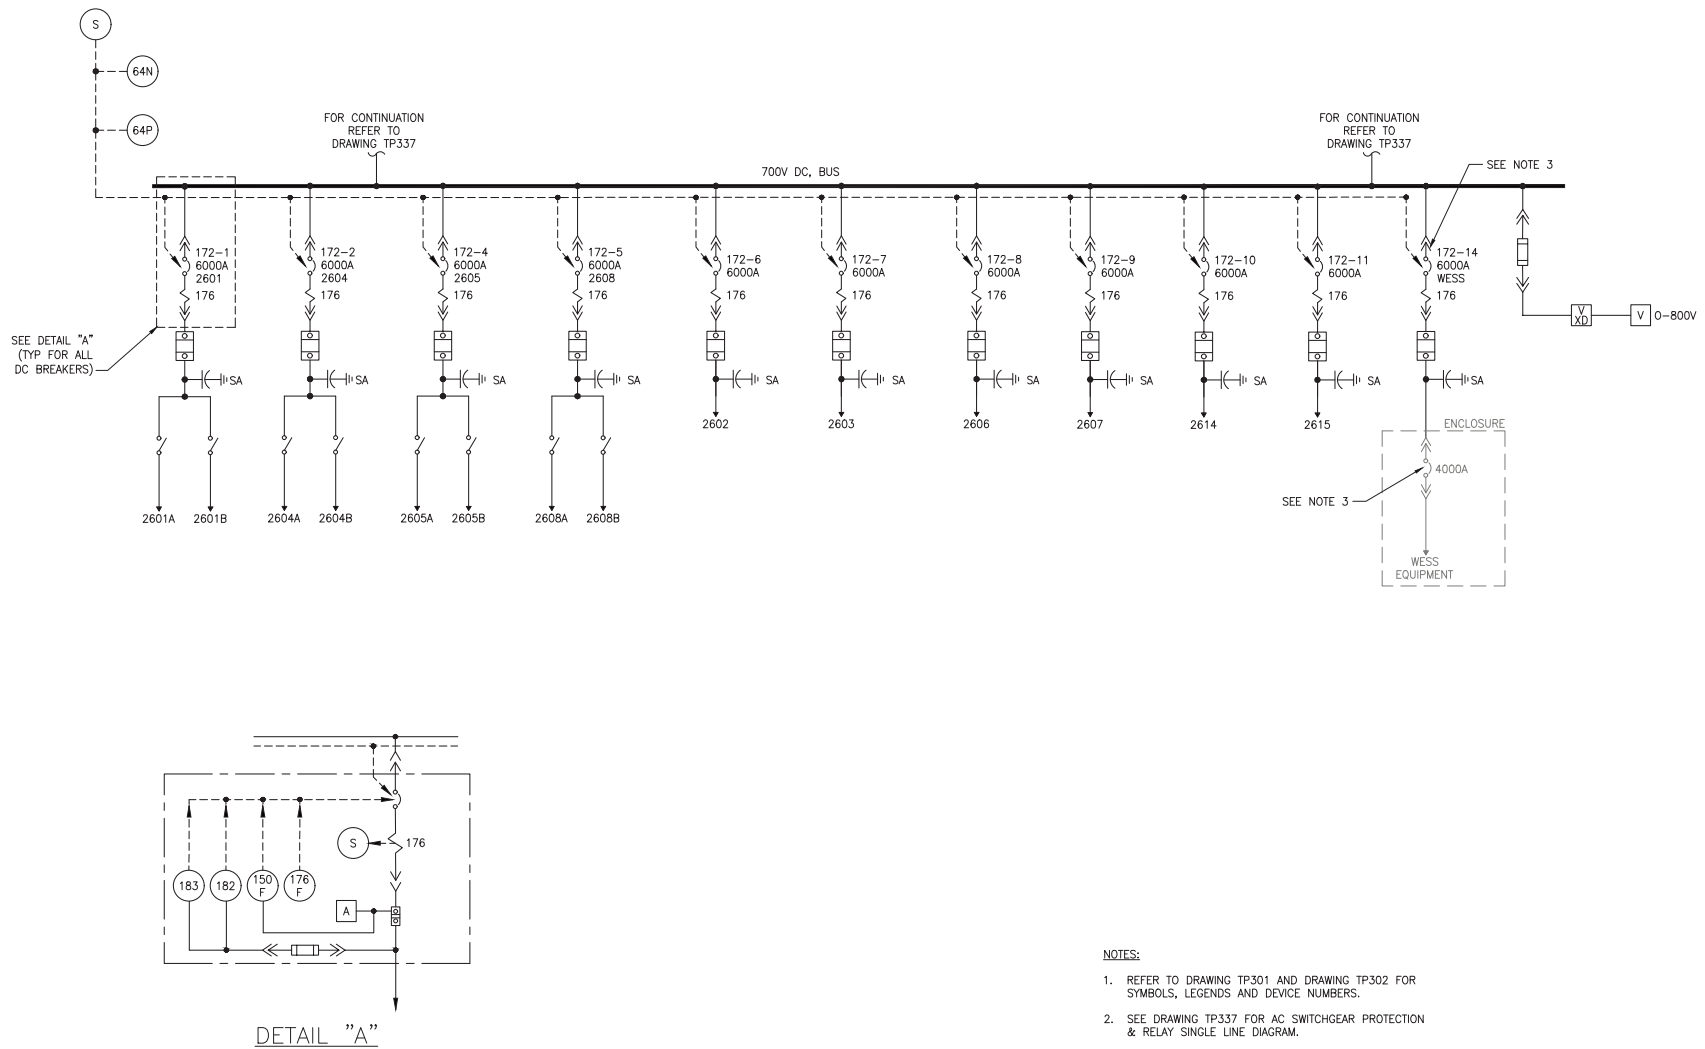 S
64N
64P
FOR CONTINUATION
REFER TO
DRAWING TP337
FOR CONTINUATION
REFER TO
DRAWING TP337
700V DC, BUS
SEE NOTE 3
172-1
6000A
2601
176
172-2
6000A
2604
176
172-4
6000A
2605
176
172-5
6000A
2608
176
172-6
6000A
176
172-7
6000A
176
172-8
6000A
176
172-9
6000A
176
172-10
6000A
176
172-11
6000A
176
172-14
6000A
WESS
176
V
XD
V
0-800V
SEE DETAIL "A"
(TYP FOR ALL
DC BREAKERS)
SA
SA
SA
SA
SA
SA
SA
SA
SA
SA
SA
2602
2603
2606
2607
2614
2615
ENCLOSURE
4000A
SEE NOTE 3
WESS
EQUIPMENT
2601A
2601B
2604A
2604B
2605A
2605B
2608A
2608B
S
176
183
182
150
F
176
F
A
DETAIL "A"
NOTES:
1. REFER TO DRAWING TP301 AND DRAWING TP302 FOR
SYMBOLS, LEGENDS AND DEVICE NUMBERS.
2. SEE DRAWING TP337 FOR AC SWITCHGEAR PROTECTION
& RELAY SINGLE LINE DIAGRAM.